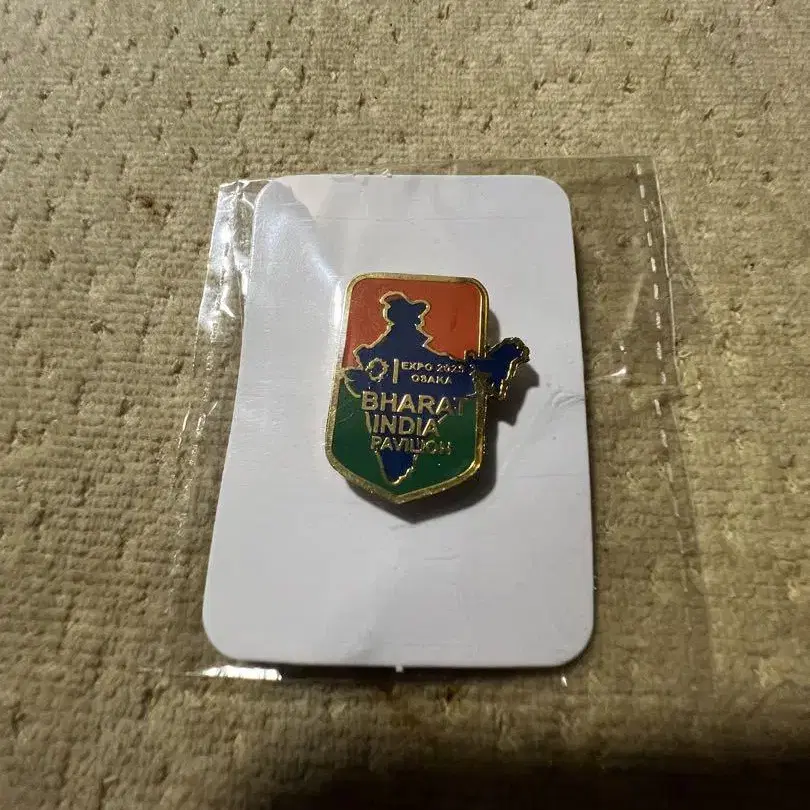 EXPO 2025
OSAKA
BHARAT
INDIA
PAVILION